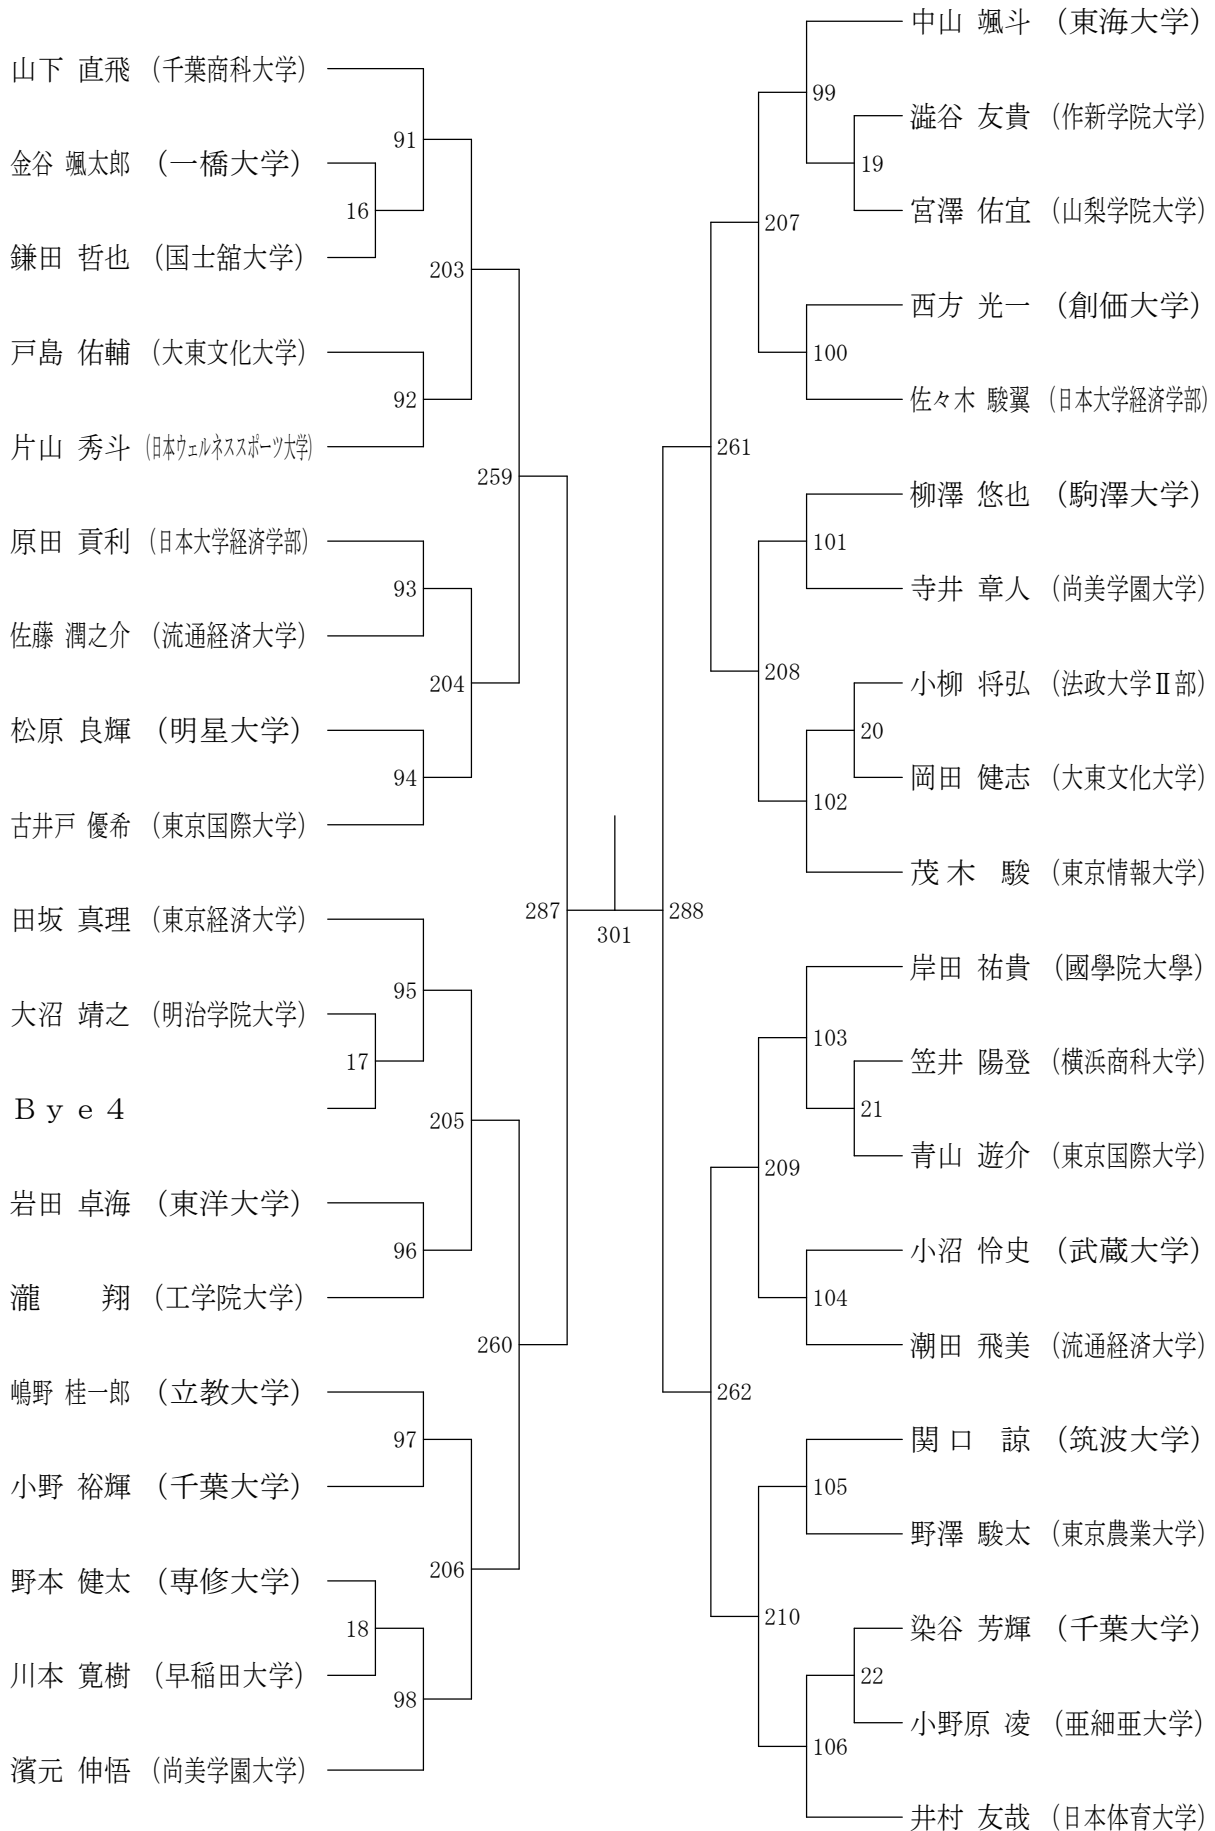 山下 直飛 (千葉商科大学)
91
金谷 颯太郎 (一橋大学)
16
鎌田 哲也 (国士舘大学)
203
戸島 佑輔 (大東文化大学)
92
片山 秀斗 (日本ウェルネススポーツ大学)
259
原田 貢利 (日本大学経済学部)
93
佐藤 潤之介 (流通経済大学)
204
松原 良輝 (明星大学)
94
古井戸 優希 (東京国際大学)
287
田坂 真理 (東京経済大学)
95
大沼 靖之 (明治学院大学)
17
Bye4
205
岩田 卓海 (東洋大学)
96
瀧 翔 (工学院大学)
260
嶋野 桂一郎 (立教大学)
97
小野 裕輝 (千葉大学)
206
野本 健太 (専修大学)
18
川本 寛樹 (早稲田大学)
98
濱元 伸悟 (尚美学園大学)
301
中山 颯斗 (東海大学)
99
澁谷 友貴 (作新学院大学)
19
宮澤 佑宜 (山梨学院大学)
207
西方 光一 (創価大学)
100
佐々木 駿翼 (日本大学経済学部)
261
柳澤 悠也 (駒澤大学)
101
寺井 章人 (尚美学園大学)
208
小柳 将弘 (法政大学Ⅱ部)
20
岡田 健志 (大東文化大学)
102
茂木 駿 (東京情報大学)
288
岸田 祐貴 (國學院大學)
103
笠井 陽登 (横浜商科大学)
21
青山 遊介 (東京国際大学)
209
小沼 怜史 (武蔵大学)
104
潮田 飛美 (流通経済大学)
262
関口 諒 (筑波大学)
105
野澤 駿太 (東京農業大学)
210
染谷 芳輝 (千葉大学)
22
小野原 凌 (亜細亜大学)
106
井村 友哉 (日本体育大学)